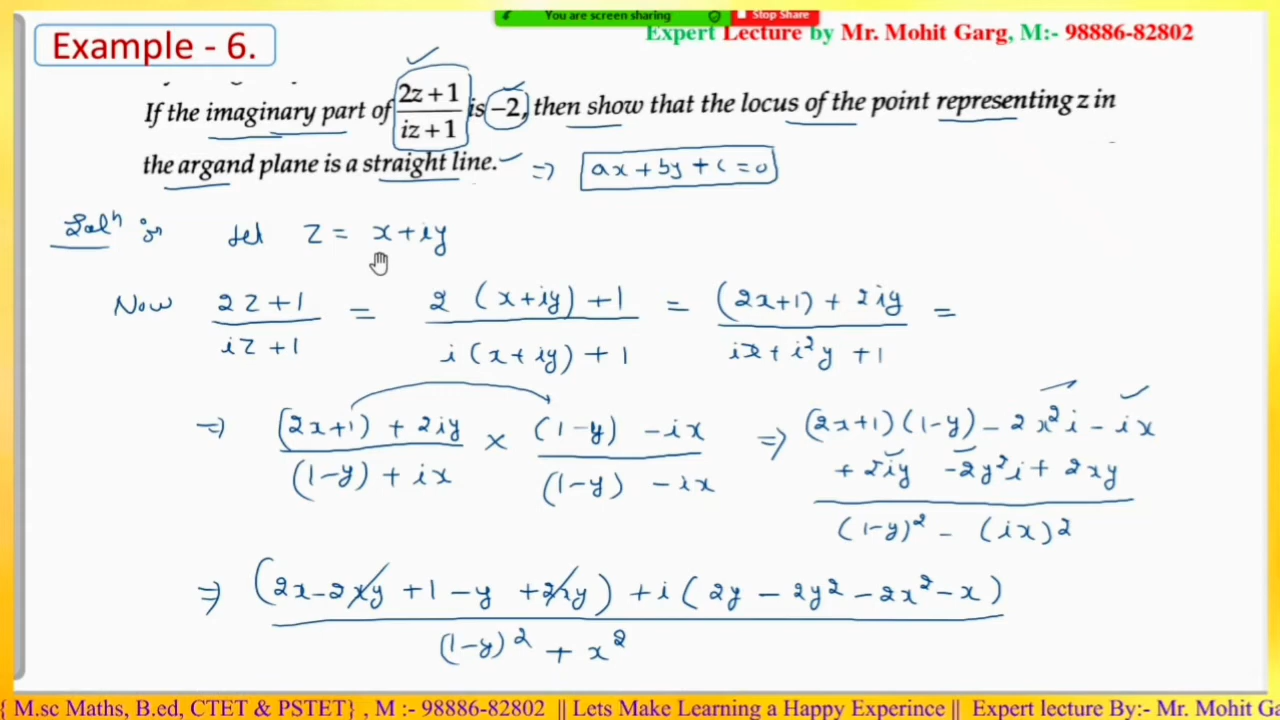 You are screen sharing Stop Share
Example - 6.
Expert Lecture by Mr. Mohit Garg, M:- 98886-82802
If the imaginary part of (2z + 1)/(iz + 1) is −2, then show that the locus of the point representing z in
the argand plane is a straight line. ⇒ ax + by + c = 0
Solⁿ :- Let z = x + iy
Now (2z + 1)/(iz + 1) = (2(x + iy) + 1)/(i(x + iy) + 1) = ((2x + 1) + 2iy)/(ix + i²y + 1) =
⇒ ((2x + 1) + 2iy)/((1 − y) + ix) × ((1 − y) − ix)/((1 − y) − ix) ⇒ ((2x + 1)(1 − y) − 2x²i − ix + 2iy − 2y²i + 2xy)/((1 − y)² − (ix)²)
⇒ ((2x − 2xy + 1 − y + 2xy) + i(2y − 2y² − 2x² − x))/((1 − y)² + x²)
{ M.sc Maths, B.ed, CTET & PSTET} , M :- 98886-82802 || Lets Make Learning a Happy Experince || Expert lecture By:- Mr. Mohit Ga